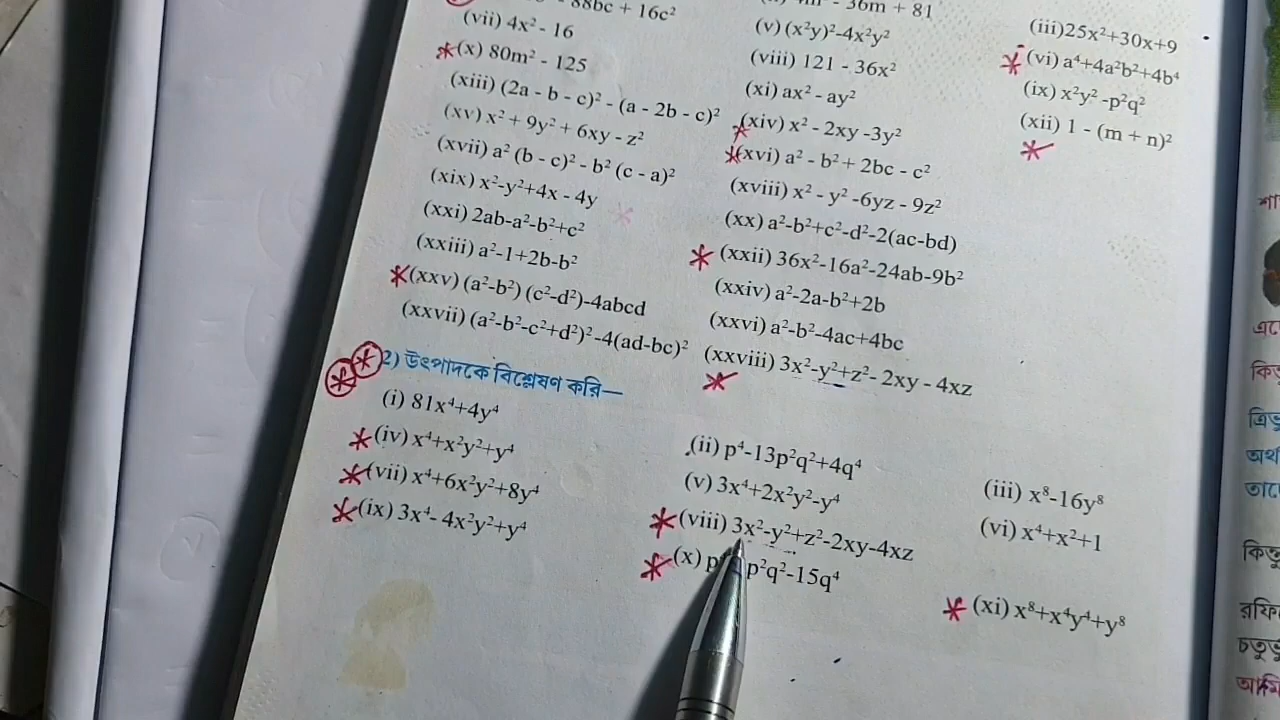 88bc + 16c² - 36m + 81
(vii) 4x² - 16 (v) (x²y)²-4x²y² (iii)25x²+30x+9
*(x) 80m² - 125 (viii) 121 - 36x² *(vi) a⁴+4a²b²+4b⁴
(xiii) (2a - b - c)² - (a - 2b - c)² (xi) ax² - ay² (ix) x²y² -p²q²
(xv) x² + 9y² + 6xy - z² *(xiv) x² - 2xy -3y² *(xii) 1 - (m + n)²
(xvii) a² (b - c)² - b² (c - a)² *(xvi) a² - b² + 2bc - c²
(xix) x²-y²+4x - 4y (xviii) x² - y² -6yz - 9z²
(xxi) 2ab-a²-b²+c² (xx) a²-b²+c²-d²-2(ac-bd)
(xxiii) a²-1+2b-b² *(xxii) 36x²-16a²-24ab-9b²
*(xxv) (a²-b²) (c²-d²)-4abcd (xxiv) a²-2a-b²+2b
(xxvii) (a²-b²-c²+d²)²-4(ad-bc)² (xxvi) a²-b²-4ac+4bc
*(xxviii) 3x²-y²+z²- 2xy - 4xz
** 2) উৎপাদকে বিশ্লেষণ করি—
(i) 81x⁴+4y⁴ (ii) p⁴-13p²q²+4q⁴ (iii) x⁸-16y⁸
*(iv) x⁴+x²y²+y⁴ (v) 3x⁴+2x²y²-y⁴ (vi) x⁴+x²+1
*(vii) x⁴+6x²y²+8y⁴ *(viii) 3x²-y²+z²-2xy-4xz
*(ix) 3x⁴- 4x²y²+y⁴ *(x) p²q²-15q⁴ *(xi) x⁸+x⁴y⁴+y⁸